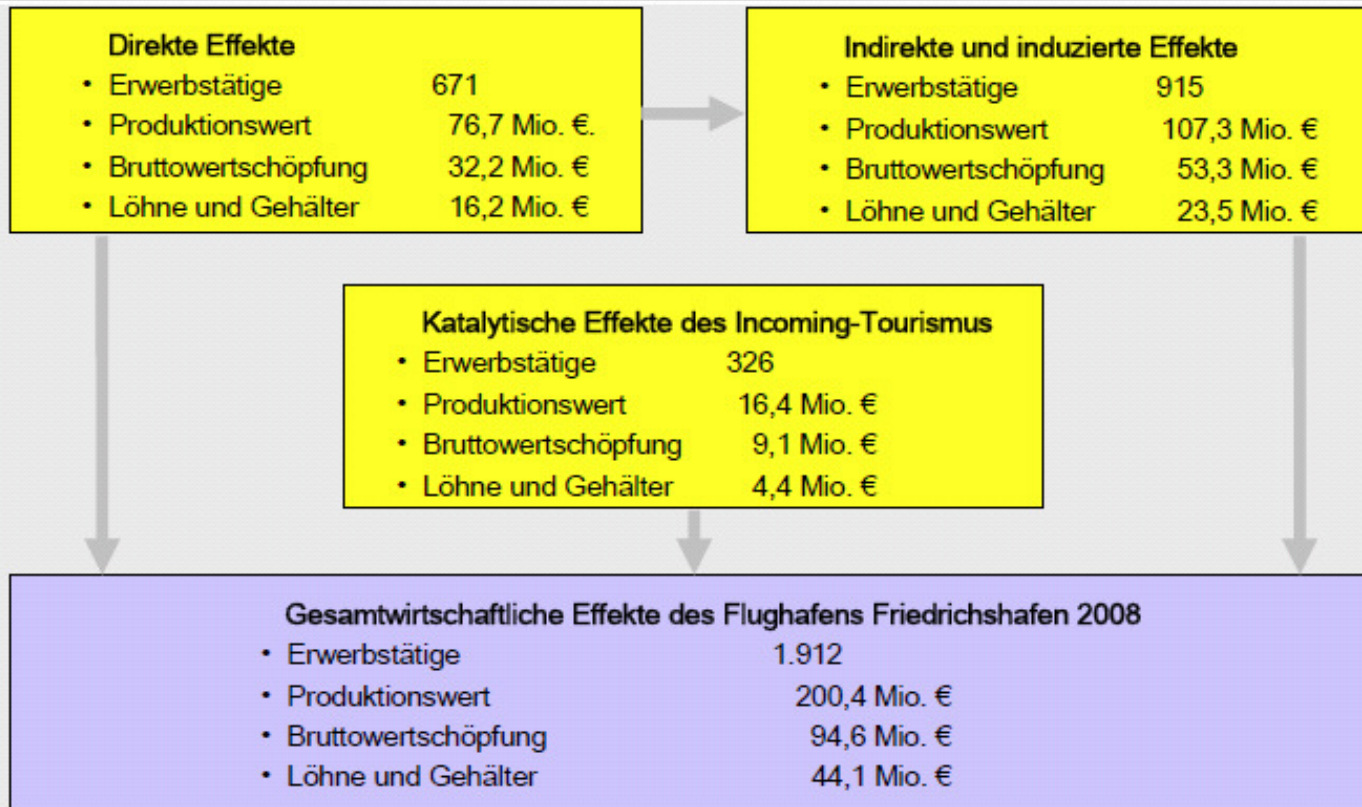 Direkte Effekte
• Erwerbstätige 671
• Produktionswert 76,7 Mio. €.
• Bruttowertschöpfung 32,2 Mio. €
• Löhne und Gehälter 16,2 Mio. €
Indirekte und induzierte Effekte
• Erwerbstätige 915
• Produktionswert 107,3 Mio. €
• Bruttowertschöpfung 53,3 Mio. €
• Löhne und Gehälter 23,5 Mio. €
Katalytische Effekte des Incoming-Tourismus
• Erwerbstätige 326
• Produktionswert 16,4 Mio. €
• Bruttowertschöpfung 9,1 Mio. €
• Löhne und Gehälter 4,4 Mio. €
Gesamtwirtschaftliche Effekte des Flughafens Friedrichshafen 2008
• Erwerbstätige 1.912
• Produktionswert 200,4 Mio. €
• Bruttowertschöpfung 94,6 Mio. €
• Löhne und Gehälter 44,1 Mio. €